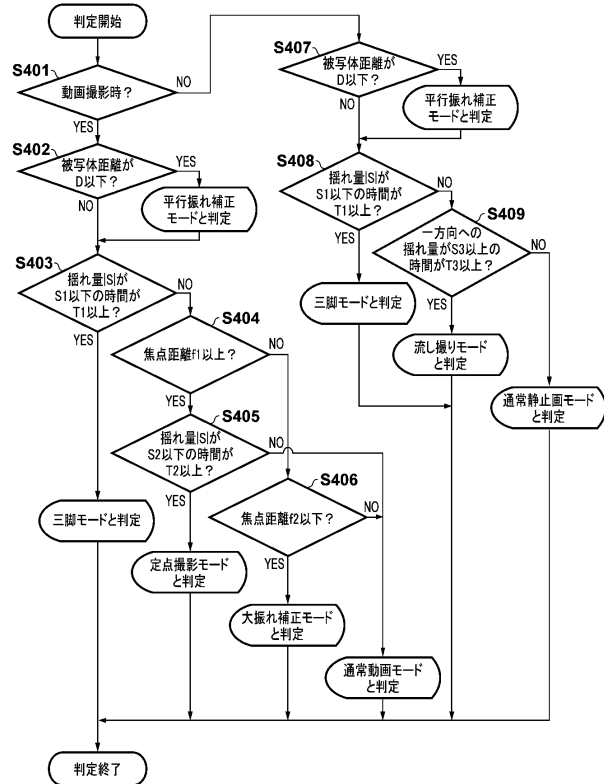 判定開始
S401
動画撮影時？
NO
YES
S402
被写体距離が
D以下？
YES
NO
平行振れ補正
モードと判定
S403
揺れ量|S|が
S1以下の時間が
T1以上？
NO
YES
S404
焦点距離f1以上？
NO
YES
S405
揺れ量|S|が
S2以下の時間が
T2以上？
NO
YES
S406
焦点距離f2以下？
NO
YES
三脚モードと判定
定点撮影モード
と判定
大振れ補正モード
と判定
通常動画モード
と判定
判定終了
S407
被写体距離が
D以下？
YES
NO
平行振れ補正
モードと判定
S408
揺れ量|S|が
S1以下の時間が
T1以上？
NO
YES
S409
一方向への
揺れ量がS3以上の
時間がT3以上？
NO
YES
三脚モードと判定
流し撮りモード
と判定
通常静止画モード
と判定